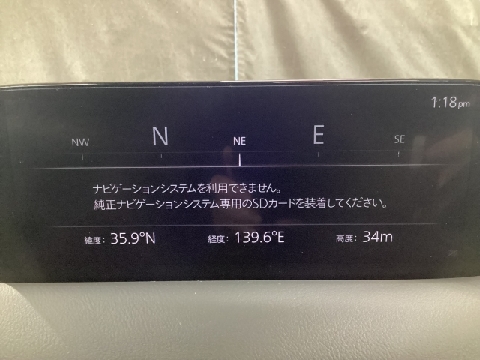 1:18pm
NW N NE E SE
ナビゲーションシステムを利用できません。
純正ナビゲーションシステム専用のSDカードを装着してください。
緯度: 35.9°N 経度: 139.6°E 高度: 34m